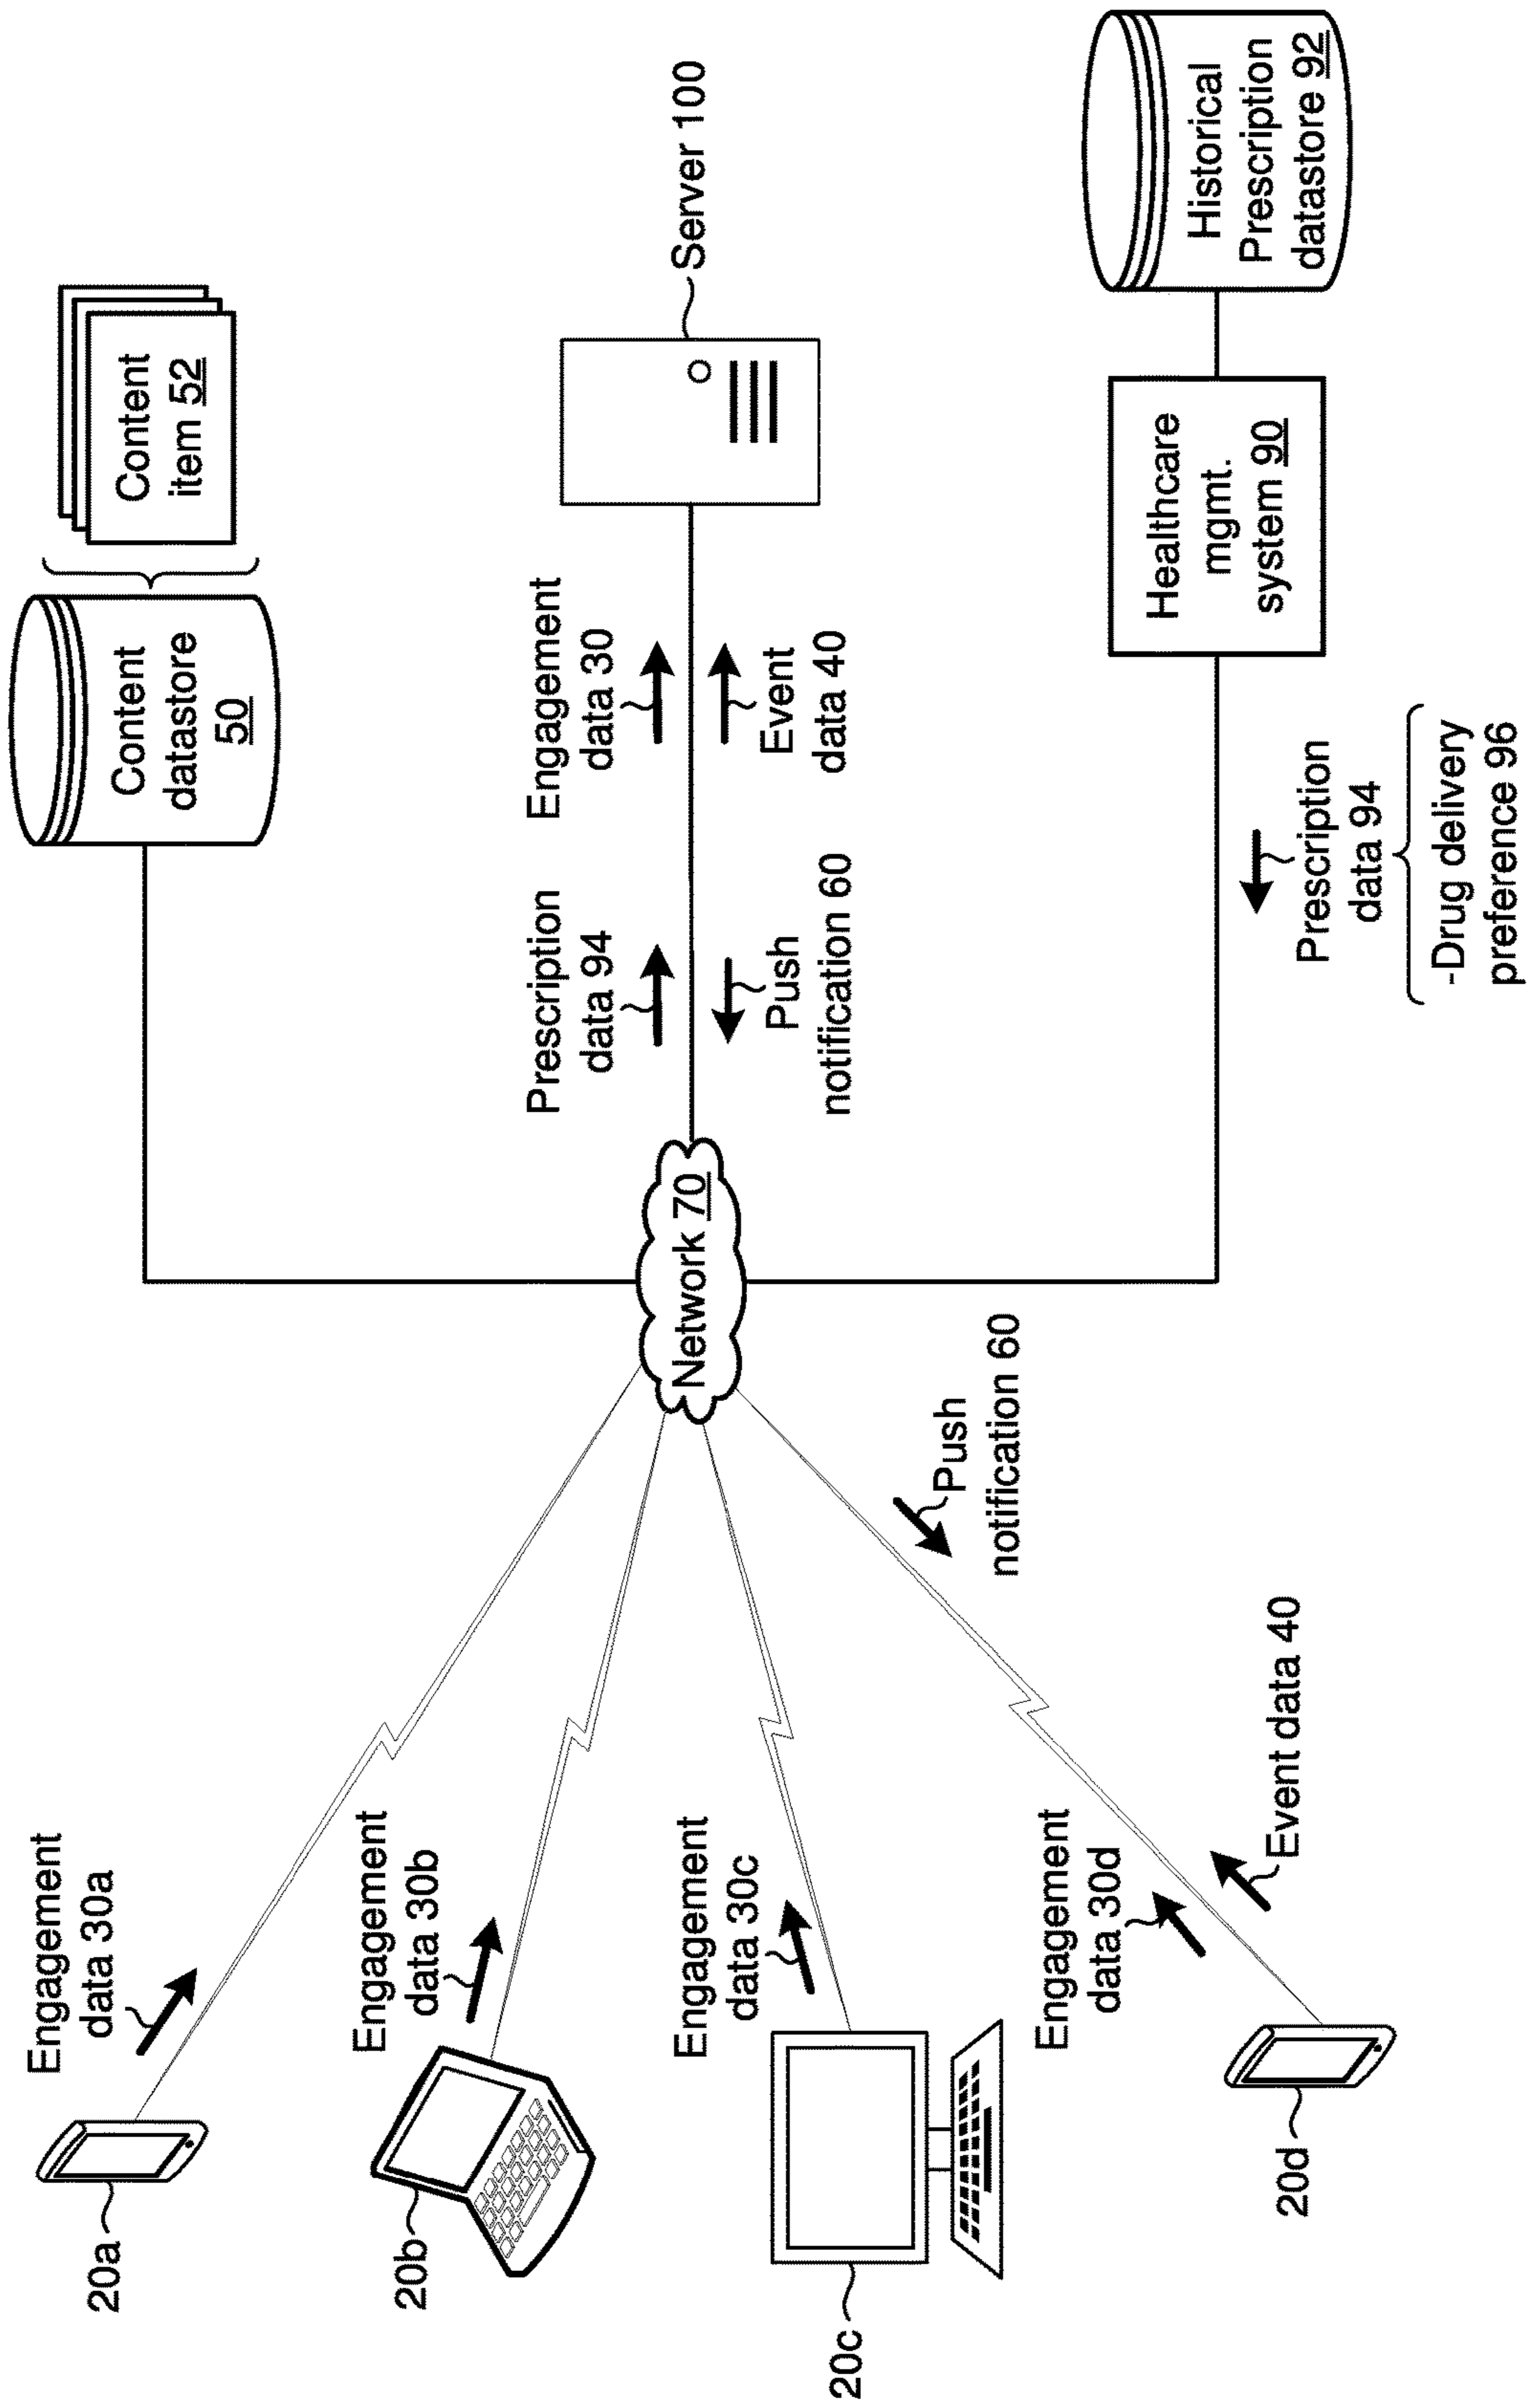 Engagement
data 30a
20a
Engagement
data 30b
20b
Engagement
data 30c
20c
Engagement
data 30d
Event data 40
20d
Push
notification 60
Network 70
Content
datastore
50
Content
item 52
Prescription
data 94
Push
notification 60
Engagement
data 30
Event
data 40
Server 100
Healthcare
mgmt.
system 90
Historical
Prescription
datastore 92
Prescription
data 94
-Drug delivery
preference 96